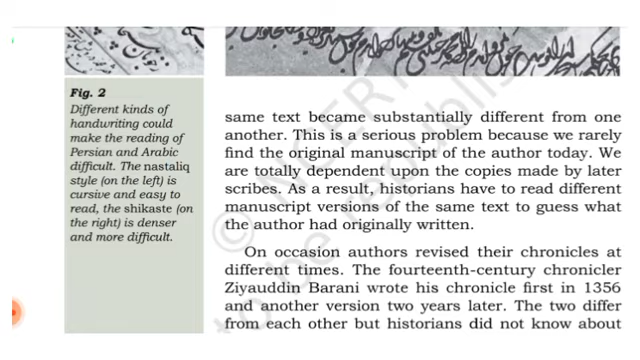 Fig. 2
Different kinds of
handwriting could
make the reading of
Persian and Arabic
difficult. The nastaliq
style (on the left) is
cursive and easy to
read, the shikaste (on
the right) is denser
and more difficult.
same text became substantially different from one
another. This is a serious problem because we rarely
find the original manuscript of the author today. We
are totally dependent upon the copies made by later
scribes. As a result, historians have to read different
manuscript versions of the same text to guess what
the author had originally written.
On occasion authors revised their chronicles at
different times. The fourteenth-century chronicler
Ziyauddin Barani wrote his chronicle first in 1356
and another version two years later. The two differ
from each other but historians did not know about
© NCERT
to be republis